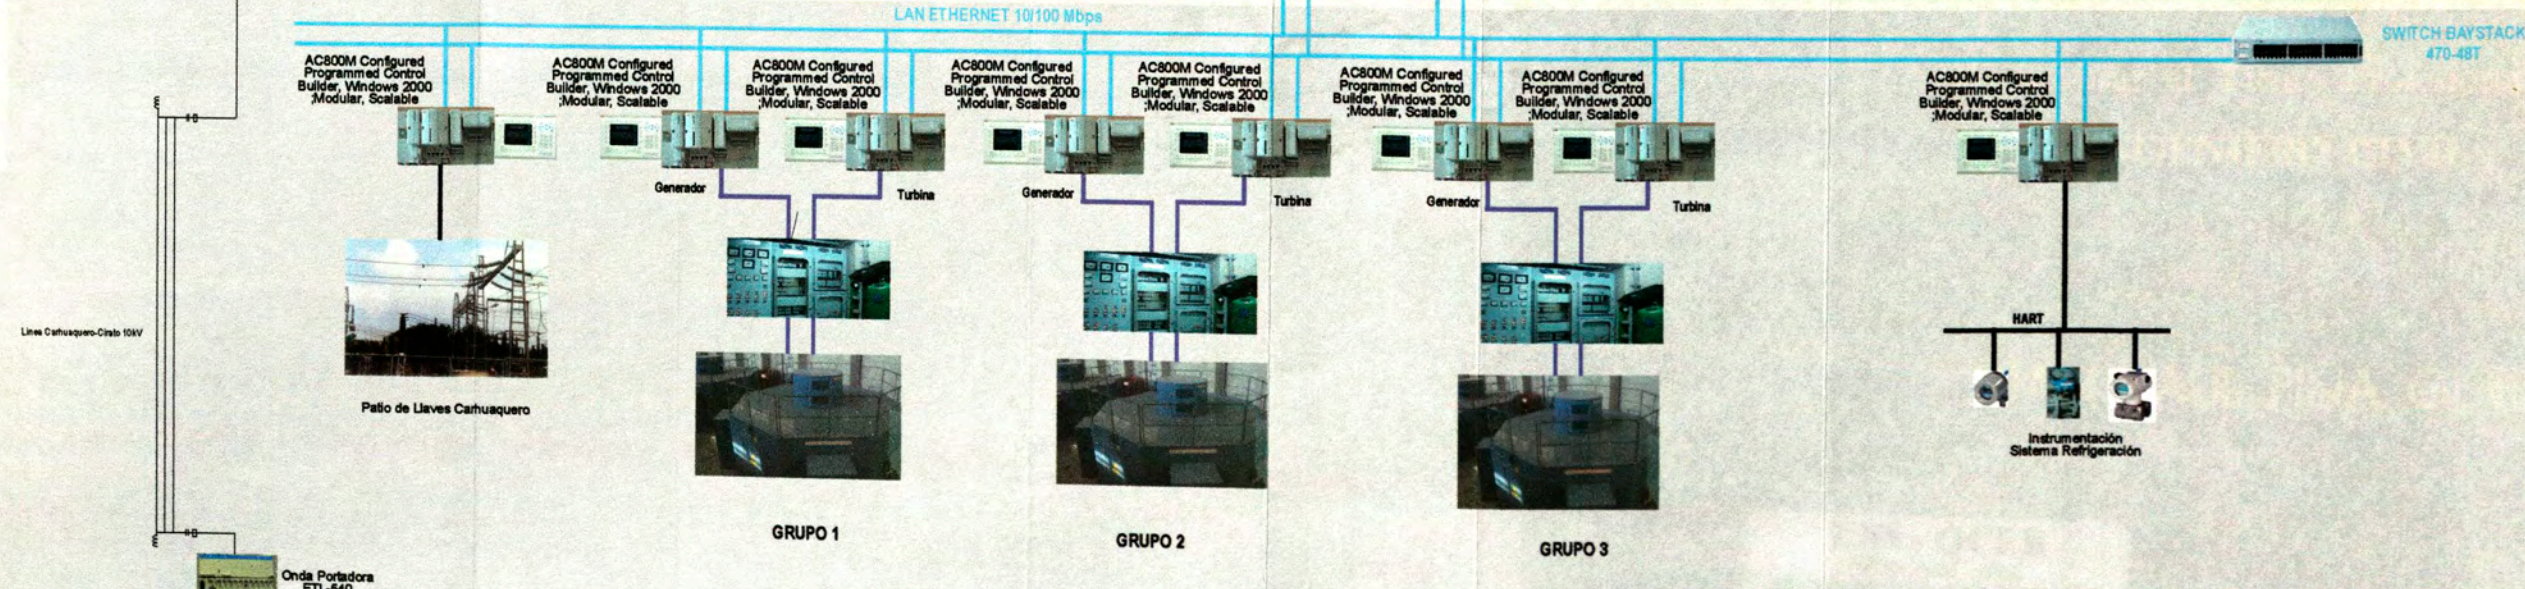 LAN ETHERNET 10/100 Mbps
SWITCH BAYSTACK
470-48T
AC800M Configured
Programmed Control
Builder, Windows 2000
;Modular, Scalable
AC800M Configured
Programmed Control
Builder, Windows 2000
;Modular, Scalable
AC800M Configured
Programmed Control
Builder, Windows 2000
;Modular, Scalable
AC800M Configured
Programmed Control
Builder, Windows 2000
;Modular, Scalable
AC800M Configured
Programmed Control
Builder, Windows 2000
;Modular, Scalable
AC800M Configured
Programmed Control
Builder, Windows 2000
;Modular, Scalable
AC800M Configured
Programmed Control
Builder, Windows 2000
;Modular, Scalable
AC800M Configured
Programmed Control
Builder, Windows 2000
;Modular, Scalable
Generador
Turbina
Generador
Turbina
Generador
Turbina
Linea Carhuaquero-Cirato 10kV
HART
Patio de Llaves Carhuaquero
Instrumentación
Sistema Refrigeración
GRUPO 1
GRUPO 2
GRUPO 3
Onda Portadora
ETL-540